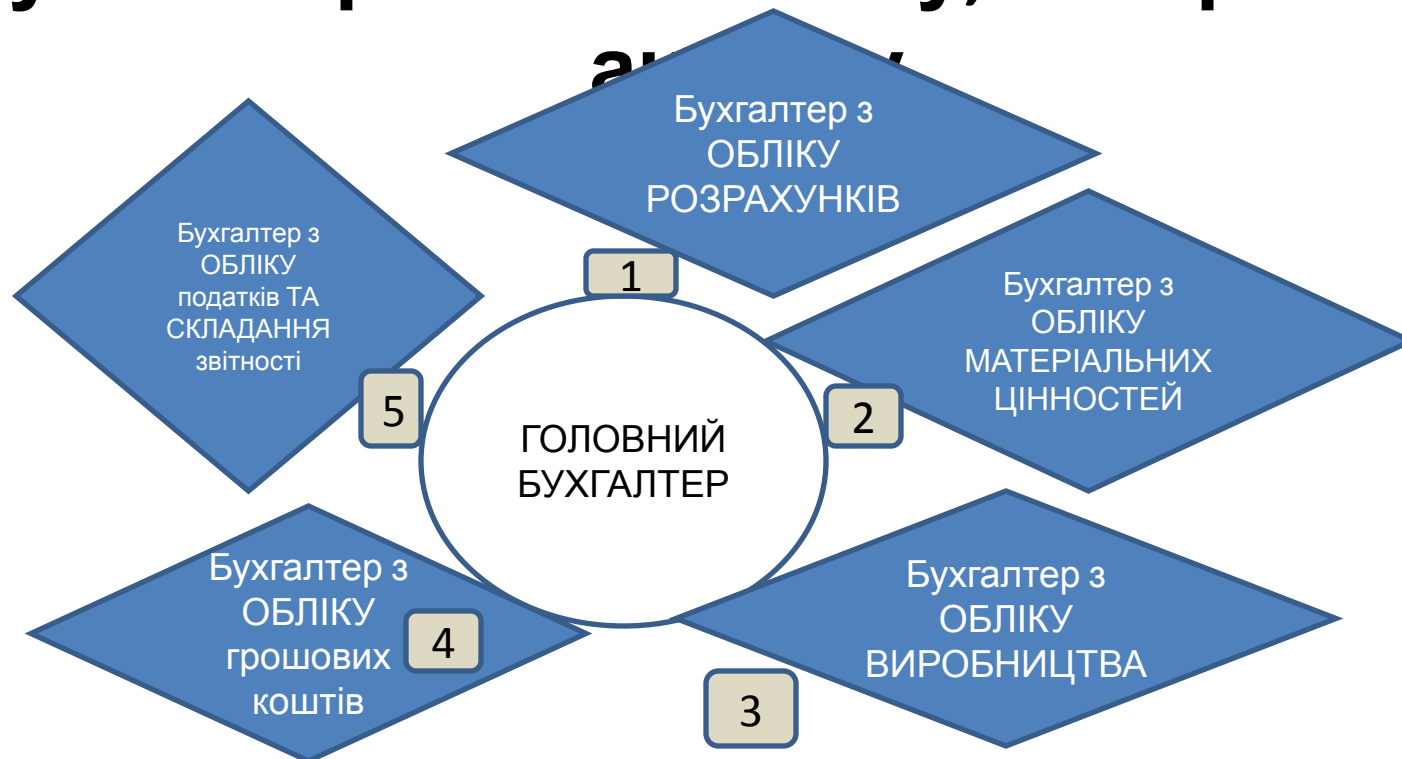 Бухгалтер з
ОБЛІКУ
РОЗРАХУНКІВ
1
Бухгалтер з
ОБЛІКУ
МАТЕРІАЛЬНИХ
ЦІННОСТЕЙ
2
Бухгалтер з
ОБЛІКУ
ВИРОБНИЦТВА
3
Бухгалтер з
ОБЛІКУ
грошових
коштів
4
Бухгалтер з
ОБЛІКУ
податків ТА
СКЛАДАННЯ
звітності
5
ГОЛОВНИЙ
БУХГАЛТЕР